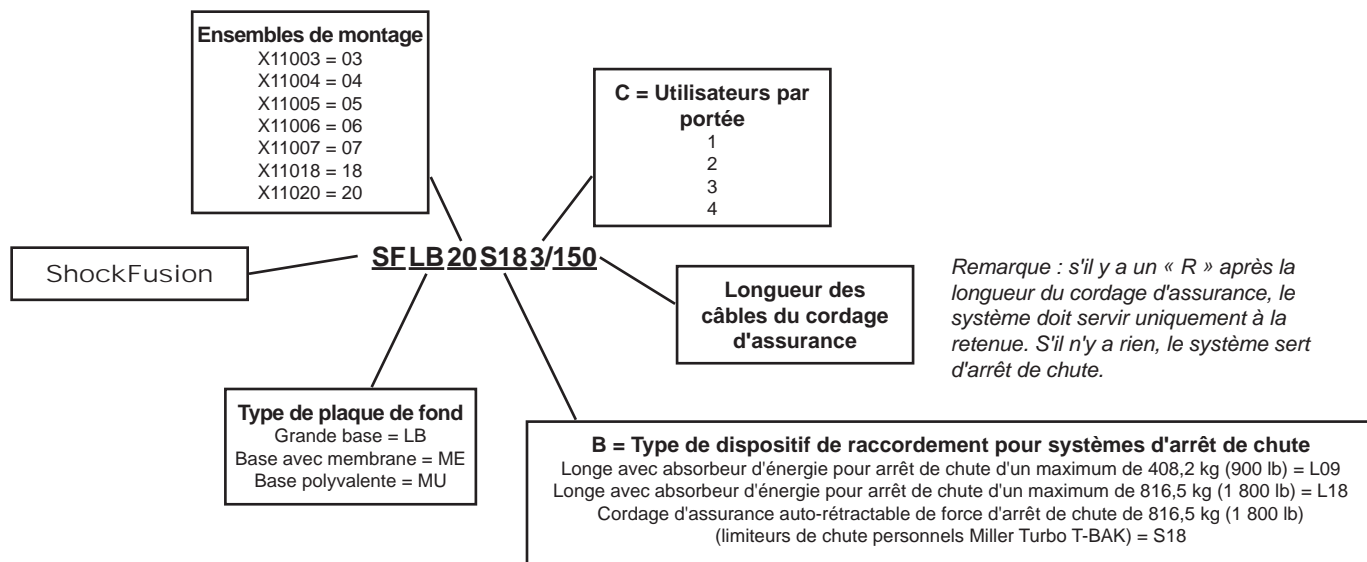 Ensembles de montage
X11003 = 03
X11004 = 04
X11005 = 05
X11006 = 06
X11007 = 07
X11018 = 18
X11020 = 20
C = Utilisateurs par
portée
1
2
3
4
ShockFusion
SF LB 20 S18 3/150
Longueur des
câbles du cordage
d'assurance
Remarque : s'il y a un « R » après la
longueur du cordage d'assurance, le
système doit servir uniquement à la
retenue. S'il n'y a rien, le système sert
d'arrêt de chute.
Type de plaque de fond
Grande base = LB
Base avec membrane = ME
Base polyvalente = MU
B = Type de dispositif de raccordement pour systèmes d'arrêt de chute
Longe avec absorbeur d'énergie pour arrêt de chute d'un maximum de 408,2 kg (900 lb) = L09
Longe avec absorbeur d'énergie pour arrêt de chute d'un maximum de 816,5 kg (1 800 lb) = L18
Cordage d'assurance auto-rétractable de force d'arrêt de chute de 816,5 kg (1 800 lb)
(limiteurs de chute personnels Miller Turbo T-BAK) = S18